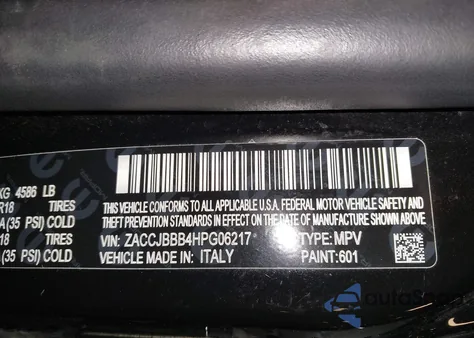 KG 4586 LB
R18 TIRES
A (35 PSI) COLD
18 TIRES
A (35 PSI) COLD
THIS VEHICLE CONFORMS TO ALL APPLICABLE U.S.A. FEDERAL MOTOR VEHICLE SAFETY AND
THEFT PREVENTION STANDARDS IN EFFECT ON THE DATE OF MANUFACTURE SHOWN ABOVE.
VIN: ZACCJBBB4HPG06217 TYPE: MPV
VEHICLE MADE IN: ITALY PAINT: 601